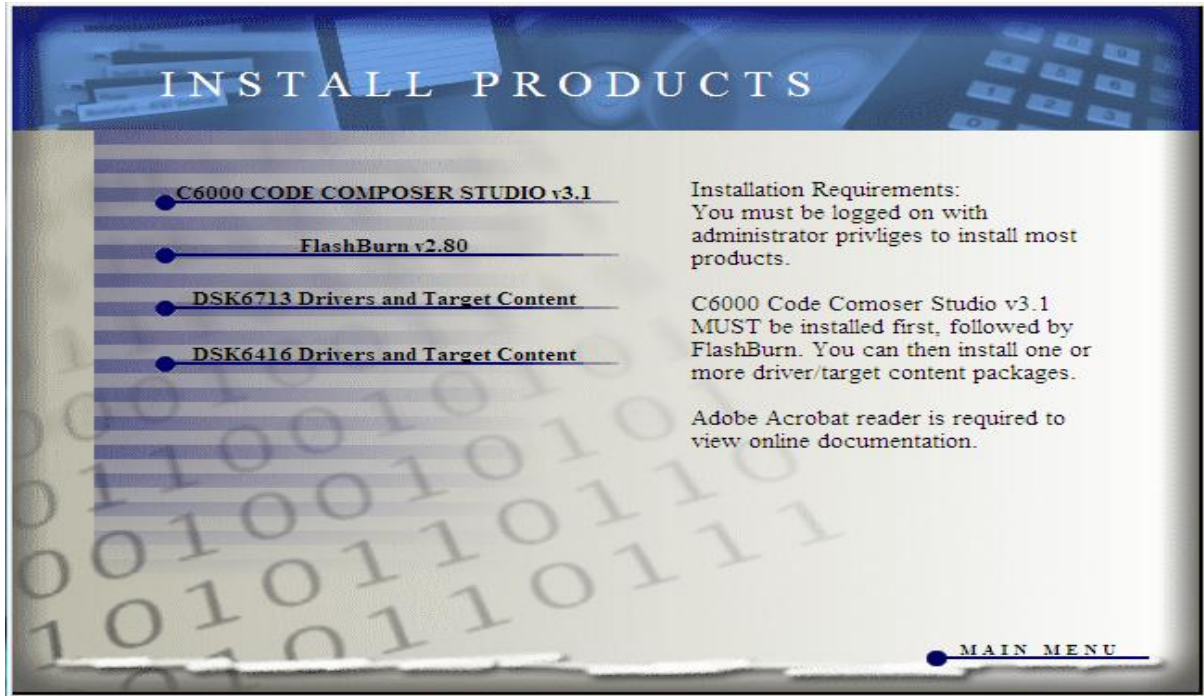 INSTALL PRODUCTS
C6000 CODE COMPOSER STUDIO v3.1
FlashBurn v2.80
DSK6713 Drivers and Target Content
DSK6416 Drivers and Target Content
Installation Requirements:
You must be logged on with
administrator privliges to install most
products.
C6000 Code Comoser Studio v3.1
MUST be installed first, followed by
FlashBurn. You can then install one or
more driver/target content packages.
Adobe Acrobat reader is required to
view online documentation.
MAIN MENU